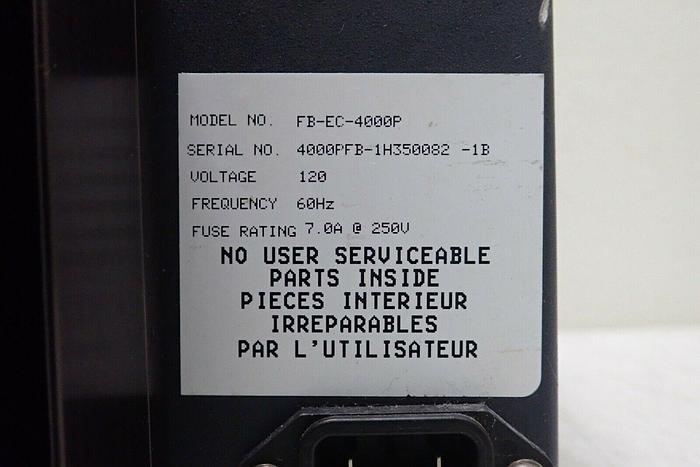 MODEL NO. FB-EC-4000P
SERIAL NO. 4000PFB-1H350082 -1B
VOLTAGE 120
FREQUENCY 60Hz
FUSE RATING 7.0A @ 250V
NO USER SERVICEABLE
PARTS INSIDE
PIECES INTERIEUR
IRREPARABLES
PAR L'UTILISATEUR